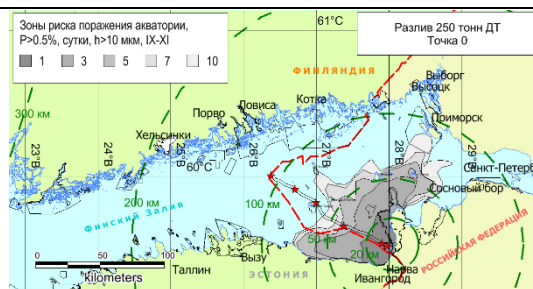 Зоны риска поражения акватории,
P>0.5%, сутки, h>10 мкм, IX-XI
1 3 5 7 10
61°С
Разлив 250 тонн ДТ
Точка 0
ФИНЛЯНДИЯ
Выборг
Высоцк
300 км
Ловиса
Котка
Порво
Приморск
Хельсинки
23°В
24°В
25°В
26°В
27°В
28°В
29°В
60°С
Санкт-Петерб
Сосновый бор
200 км
100 км
Финский Залив
50 км
20 км
Вызу
Таллин
ЭСТОНИЯ
Нарва
Ивангород
РОССИЙСКАЯ ФЕДЕРАЦИЯ
0 50 100
Kilometers